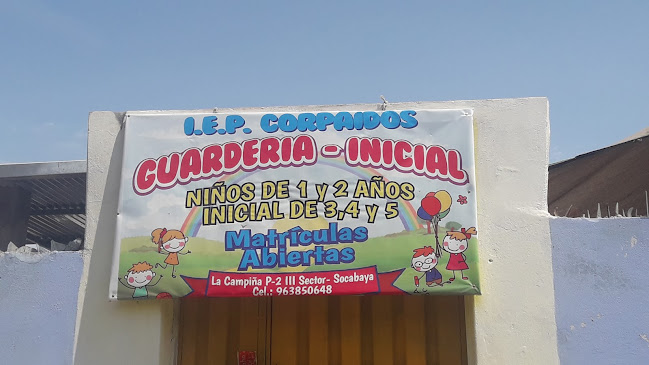 I.E.P. CORPAIDOS
GUARDERIA - INICIAL
NIÑOS DE 1 y 2 AÑOS
INICIAL DE 3,4 y 5
Matrículas
Abiertas
La Campiña P-2 III Sector- Socabaya
Cel.: 963850648